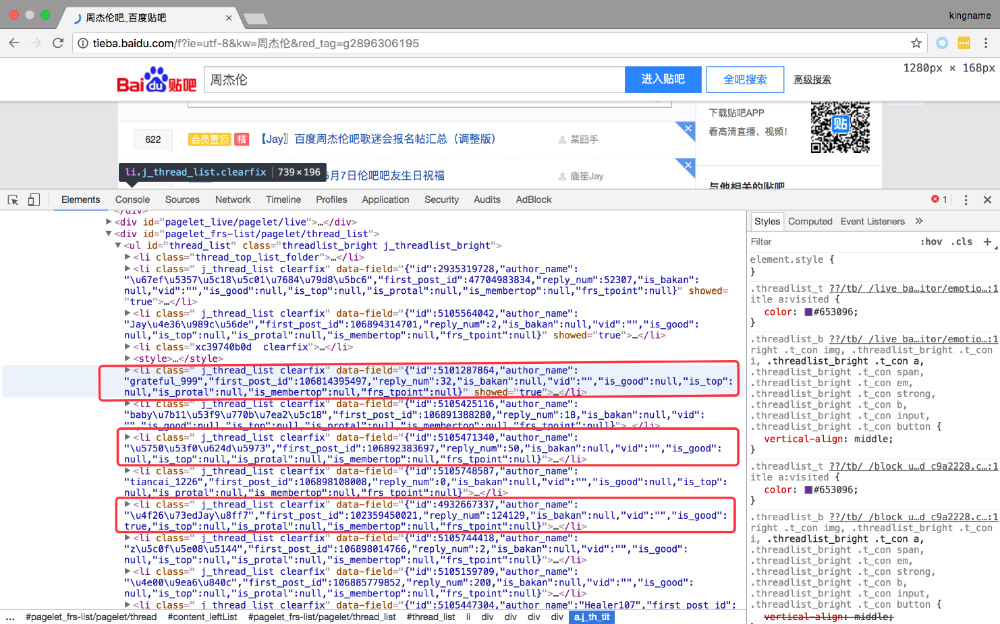 周杰伦吧_百度贴吧
kingname
tieba.baidu.com/f?ie=utf-8&kw=周杰伦&red_tag=g2896306195
1280px × 168px
Bai du 贴吧
周杰伦
进入贴吧
全吧搜索
高级搜索
下载贴吧APP
看高清直播、视频!
贴
622
会员置顶 精 【Jay】百度周杰伦吧歌迷会报名帖汇总（调整版）
某囧手
li.j_thread_list.clearfix 739×196
5月7日伦吧吧友生日祝福
鹿笙Jay
与他相关的贴吧
Elements Console Sources Network Timeline Profiles Application Security Audits AdBlock
1
</div>
<div id="pagelet_live/pagelet/live">…</div>
<div id="pagelet_frs-list/pagelet/thread_list">
<ul id="thread_list" class="threadlist_bright j_threadlist_bright">
<li class="thread_top_list_folder">…</li>
<li class=" j_thread_list clearfix" data-field="{"id":2935319728,"author_name":
"\u67ef\u5357\u5c18\u5c01\u7684\u79d8\u5bc6","first_post_id":47704983834,"reply_num":52307,"is_bakan":
null,"vid":"","is_good":null,"is_top":null,"is_protal":null,"is_membertop":null,"frs_tpoint":null}" showed=
"true">…</li>
<li class=" j_thread_list clearfix" data-field="{"id":5105564042,"author_name":
"Jay\u4e36\u989c\u56de","first_post_id":106894314701,"reply_num":2,"is_bakan":null,"vid":"","is_good":
null,"is_top":null,"is_protal":null,"is_membertop":null,"frs_tpoint":null}" showed="true">…</li>
<li class="xc39740b0d  clearfix">…</li>
<style>…</style>
<li class=" j_thread_list clearfix" data-field="{"id":5101287864,"author_name":
"grateful_999","first_post_id":106814395497,"reply_num":32,"is_bakan":null,"vid":"","is_good":null,"is_top":
null,"is_protal":null,"is_membertop":null,"frs_tpoint":null}" showed="true">…</li>
<li class=" j_thread_list clearfix" data-field="{"id":5105425116,"author_name":
"baby\u7b11\u53f9\u770b\u7ea2\u5c18","first_post_id":106891388280,"reply_num":18,"is_bakan":null,"vid":
"","is_good":null,"is_top":null,"is_protal":null,"is_membertop":null,"frs_tpoint":null}">…</li>
<li class=" j_thread_list clearfix" data-field="{"id":5105471340,"author_name":
"\u5750\u53f0\u624d\u5973","first_post_id":106892383697,"reply_num":50,"is_bakan":null,"vid":"","is_good":
null,"is_top":null,"is_protal":null,"is_membertop":null,"frs_tpoint":null}">…</li>
<li class=" j_thread_list clearfix" data-field="{"id":5105748587,"author_name":
"tiancai_1226","first_post_id":106898108008,"reply_num":0,"is_bakan":null,"vid":"","is_good":null,"is_top":
null,"is_protal":null,"is_membertop":null,"frs_tpoint":null}">…</li>
<li class=" j_thread_list clearfix" data-field="{"id":4932667337,"author_name":
"\u4f26\u73edJay\u8ff7","first_post_id":102359450021,"reply_num":124129,"is_bakan":null,"vid":"","is_good":
true,"is_top":null,"is_protal":null,"is_membertop":null,"frs_tpoint":null}">…</li>
<li class=" j_thread_list clearfix" data-field="{"id":5105744418,"author_name":
"z\u5c0f\u5e08\u5144","first_post_id":106898014766,"reply_num":2,"is_bakan":null,"vid":"","is_good":
null,"is_top":null,"is_protal":null,"is_membertop":null,"frs_tpoint":null}">…</li>
<li class=" j_thread_list clearfix" data-field="{"id":5105159709,"author_name":
"\u4e00\u9ea6\u840c","first_post_id":106885779852,"reply_num":200,"is_bakan":null,"vid":"","is_good":
null,"is_top":null,"is_protal":null,"is_membertop":null,"frs_tpoint":null}">…</li>
<li class=" j_thread_list clearfix" data-field="{"id":5105447304,"author_name":"Healer107","first_post_id":
… #pagelet_frs-list/pagelet/thread #content_leftList #pagelet_frs-list/pagelet/thread_list #thread_list li div div div div a.j_th_tit
Styles Computed Event Listeners »
Filter :hov .cls +
element.style {
}
.threadlist_t ??/tb/_/live_ba…itor/emotio…:1
itle a:visited {
color: #653096;
}
.threadlist_b ??/tb/_/live_ba…itor/emotio…:1
right .t_con img, .threadlist_bright .t_con
i, .threadlist_bright .t_con a,
.threadlist_bright .t_con span,
.threadlist_bright .t_con em,
.threadlist_bright .t_con strong,
.threadlist_bright .t_con b,
.threadlist_bright .t_con input,
.threadlist_bright .t_con button {
vertical-align: middle;
}
.threadlist_t ??/tb/_/block_u…d_c9a2228.c…:1
itle a:visited {
color: #653096;
}
.threadlist_b ??/tb/_/block_u…d_c9a2228.c…:1
right .t_con img, .threadlist_bright .t_con
i, .threadlist_bright .t_con a,
.threadlist_bright .t_con span,
.threadlist_bright .t_con em,
.threadlist_bright .t_con strong,
.threadlist_bright .t_con b,
.threadlist_bright .t_con input,
.threadlist_bright .t_con button {
vertical-align: middle;